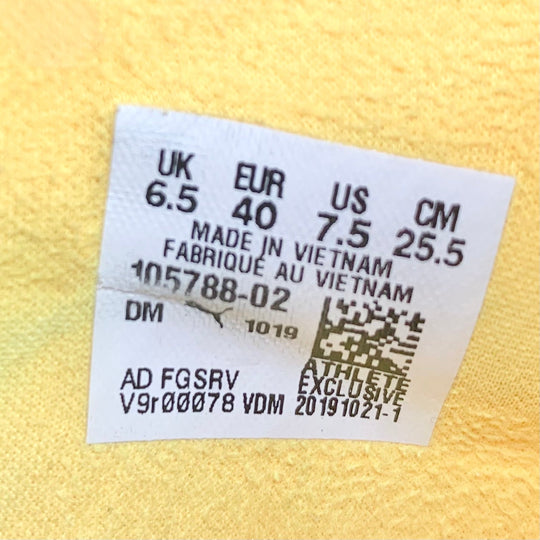 UK EUR US CM
6.5 40 7.5 25.5
MADE IN VIETNAM
FABRIQUÉ AU VIETNAM
105788-02
DM 1019
ATHLETE
EXCLUSIVE
AD FGSRV
V9r00078 VDM 20191021-1